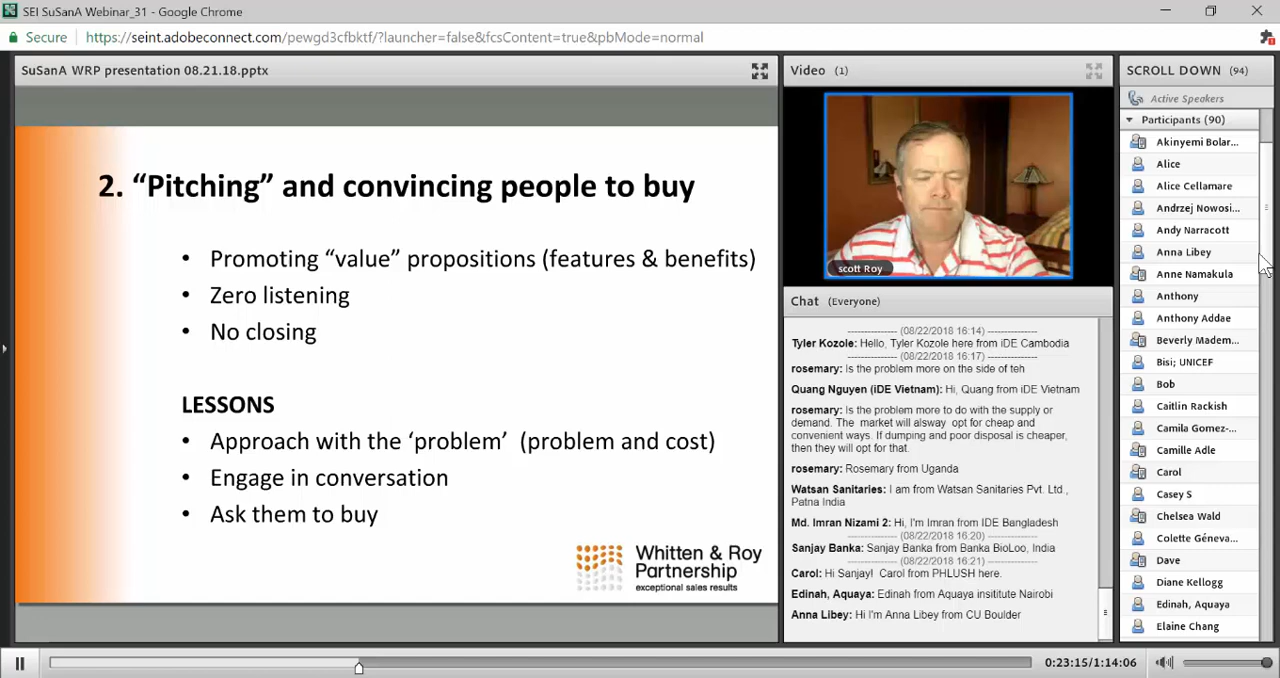 SEI SuSanA Webinar_31 - Google Chrome
Secure
https://seint.adobeconnect.com/pewgd3cfbktf/?launcher=false&fcsContent=true&pbMode=normal
SuSanA WRP presentation 08.21.18.pptx
2. “Pitching” and convincing people to buy
• Promoting “value” propositions (features & benefits)
• Zero listening
• No closing
LESSONS
• Approach with the ‘problem’ (problem and cost)
• Engage in conversation
• Ask them to buy
Whitten & Roy
Partnership
exceptional sales results
Video (1)
scott Roy
Chat (Everyone)
--------------- (08/22/2018 16:14) ---------------
Tyler Kozole: Hello, Tyler Kozole here from iDE Cambodia
--------------- (08/22/2018 16:17) ---------------
rosemary: Is the problem more on the side of teh
Quang Nguyen (iDE Vietnam): Hi, Quang from iDE Vietnam
rosemary: Is the problem more to do with the supply or
demand. The market will alsway opt for cheap and
convenient ways. If dumping and poor disposal is cheaper,
then they will opt for that.
rosemary: Rosemary from Uganda
Watsan Sanitaries: I am from Watsan Sanitaries Pvt. Ltd ,
Patna India
Md. Imran Nizami 2: Hi, I'm Imran from IDE Bangladesh
--------------- (08/22/2018 16:20) ---------------
Sanjay Banka: Sanjay Banka from Banka BioLoo, India
--------------- (08/22/2018 16:21) ---------------
Carol: Hi Sanjay! Carol from PHLUSH here.
Edinah, Aquaya: Edinah from Aquaya insititute Nairobi
Anna Libey: Hi I'm Anna Libey from CU Boulder
SCROLL DOWN (94)
Active Speakers
Participants (90)
Akinyemi Bolar...
Alice
Alice Cellamare
Andrzej Nowosi...
Andy Narracott
Anna Libey
Anne Namakula
Anthony
Anthony Addae
Beverly Madem...
Bisi; UNICEF
Bob
Caitlin Rackish
Camila Gomez-...
Camille Adle
Carol
Casey S
Chelsea Wald
Colette Géneva...
Dave
Diane Kellogg
Edinah, Aquaya
Elaine Chang
0:23:15/1:14:06